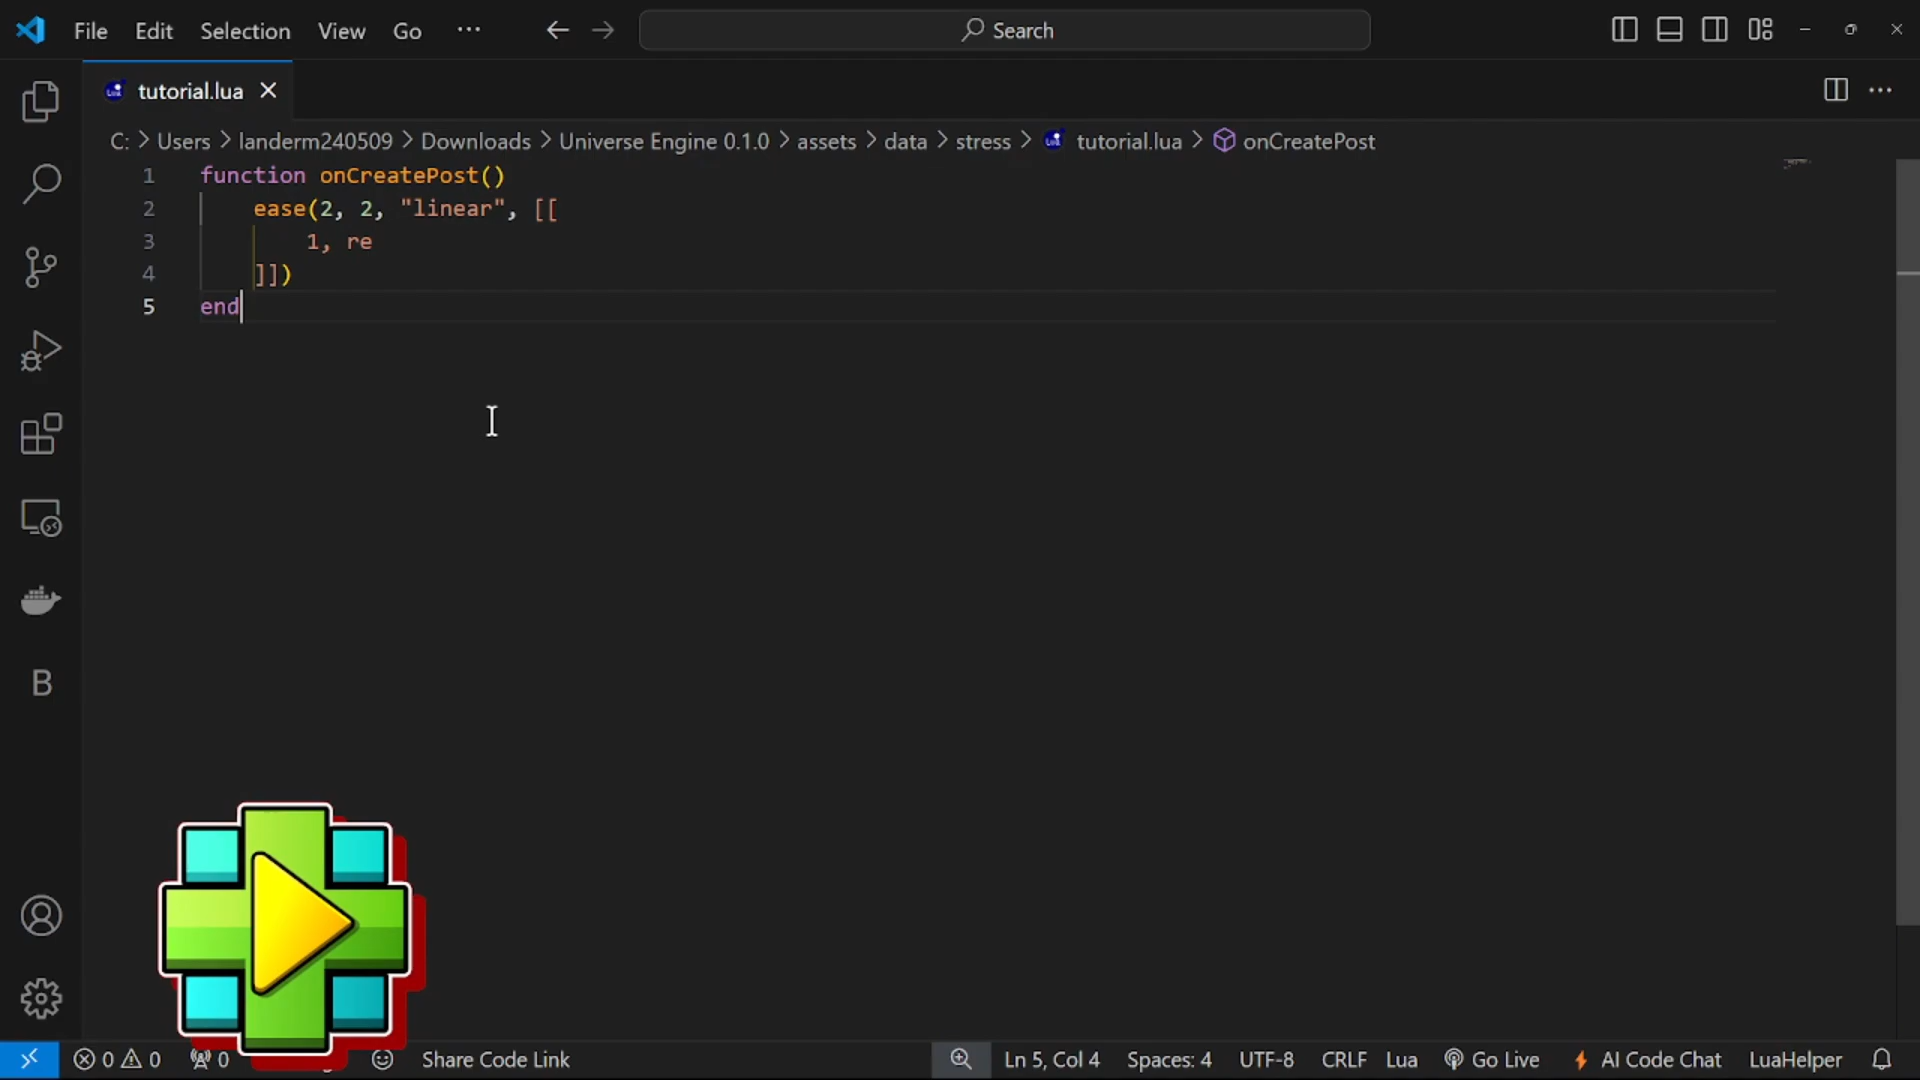 File Edit Selection View Go ··· Search
tutorial.lua
C: > Users > landerm240509 > Downloads > Universe Engine 0.1.0 > assets > data > stress > tutorial.lua > onCreatePost
1 function onCreatePost()
2 ease(2, 2, "linear", [[
3 1, re
4 ]])
5 end
B
0 0 0 Share Code Link Ln 5, Col 4 Spaces: 4 UTF-8 CRLF Lua Go Live AI Code Chat LuaHelper